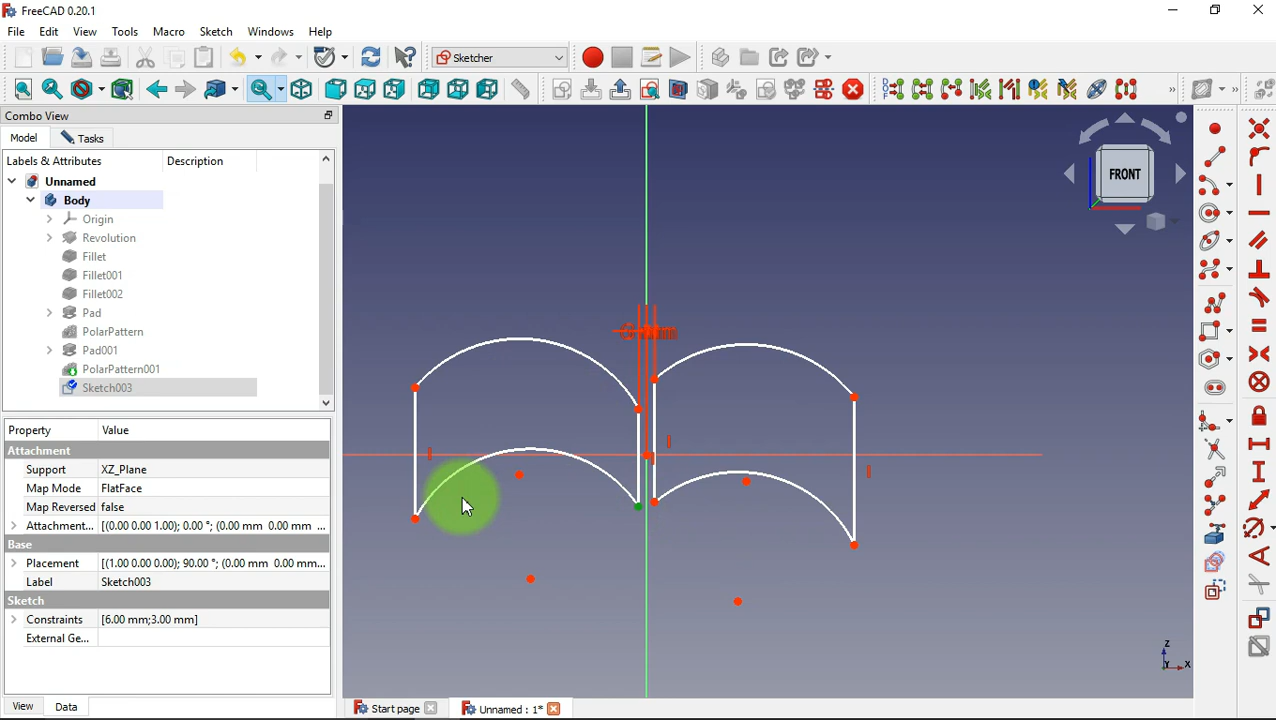 FreeCAD 0.20.1
File Edit View Tools Macro Sketch Windows Help
Sketcher
Combo View
Model Tasks
Labels & Attributes Description
Unnamed
Body
Origin
Revolution
Fillet
Fillet001
Fillet002
Pad
PolarPattern
Pad001
PolarPattern001
Sketch003
Property Value
Attachment
Support XZ_Plane
Map Mode FlatFace
Map Reversed false
Attachment... [(0.00 0.00 1.00); 0.00 °; (0.00 mm 0.00 mm ...
Base
Placement [(1.00 0.00 0.00); 90.00 °; (0.00 mm 0.00 mm...
Label Sketch003
Sketch
Constraints [6.00 mm;3.00 mm]
External Ge...
View Data
Start page Unnamed : 1*
FRONT
Z
Y X